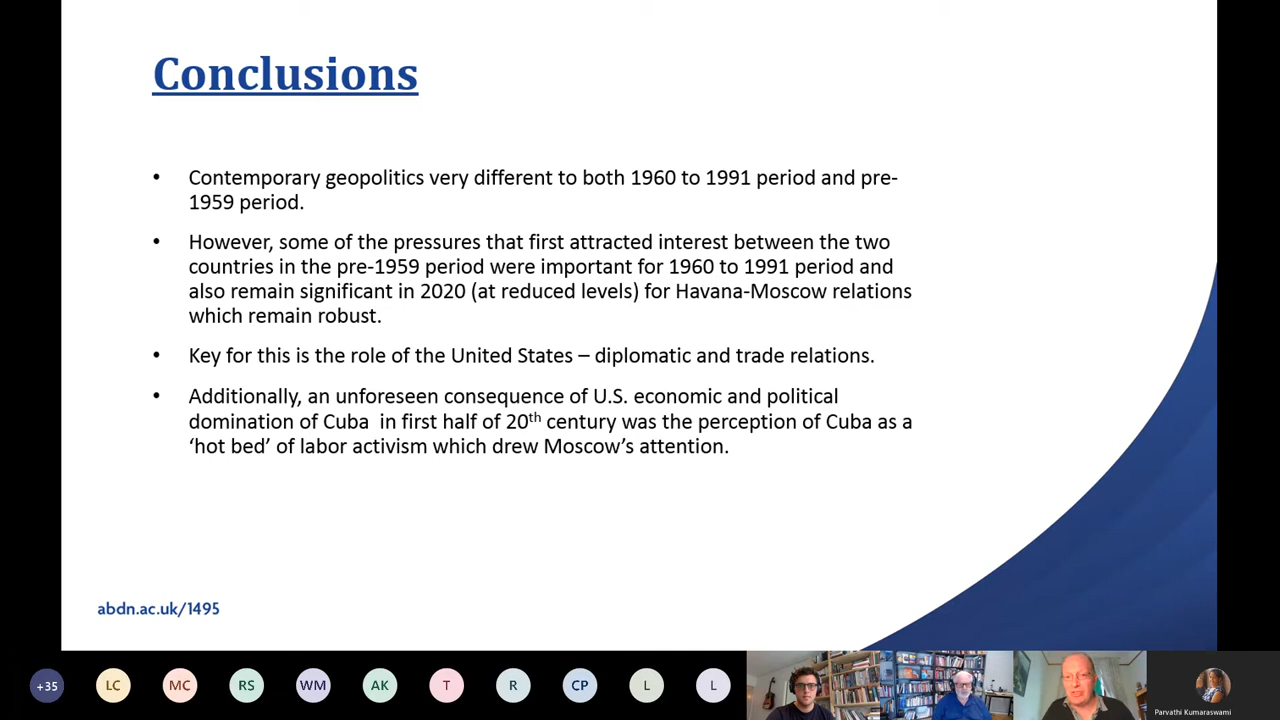 Conclusions
• Contemporary geopolitics very different to both 1960 to 1991 period and pre-
1959 period.
• However, some of the pressures that first attracted interest between the two
countries in the pre-1959 period were important for 1960 to 1991 period and
also remain significant in 2020 (at reduced levels) for Havana-Moscow relations
which remain robust.
• Key for this is the role of the United States – diplomatic and trade relations.
• Additionally, an unforeseen consequence of U.S. economic and political
domination of Cuba  in first half of 20th century was the perception of Cuba as a
‘hot bed’ of labor activism which drew Moscow’s attention.
abdn.ac.uk/1495
+35 LC MC RS WM AK T R CP L L
Parvathi Kumaraswami